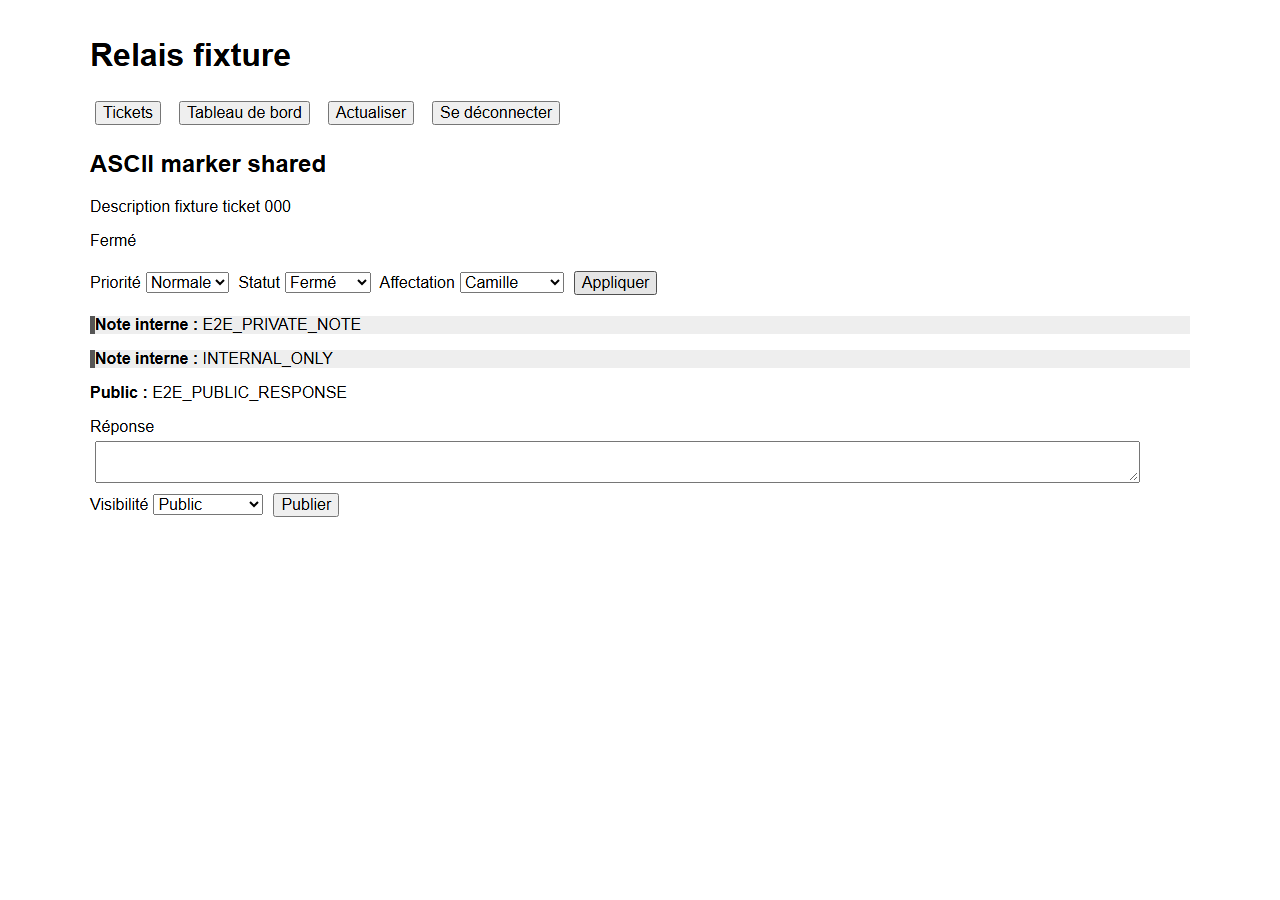 Relais fixture
Tickets Tableau de bord Actualiser Se déconnecter
ASCII marker shared
Description fixture ticket 000
Fermé
Priorité Normale Statut Fermé Affectation Camille Appliquer
Note interne : E2E_PRIVATE_NOTE
Note interne : INTERNAL_ONLY
Public : E2E_PUBLIC_RESPONSE
Réponse
Visibilité Public Publier